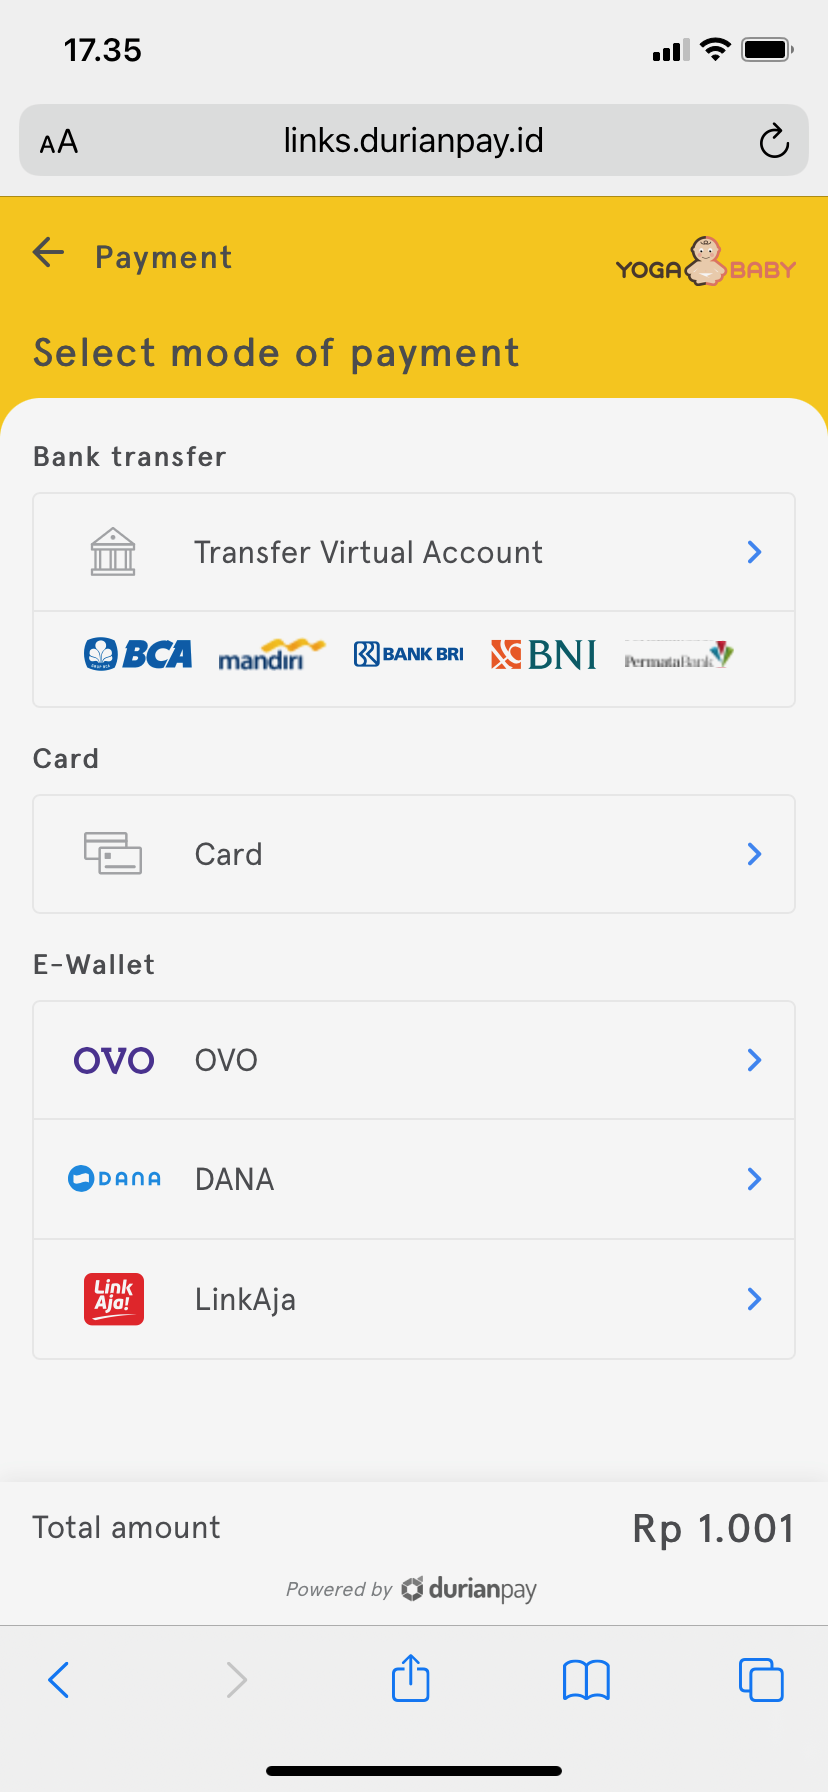 17.35
AA links.durianpay.id
Payment
YOGA BABY
Select mode of payment
Bank transfer
Transfer Virtual Account
BCA mandiri BANK BRI BNI PermataBank
Card
Card
E-Wallet
OVO OVO
DANA DANA
Link
Aja!
LinkAja
Total amount Rp 1.001
Powered by durianpay